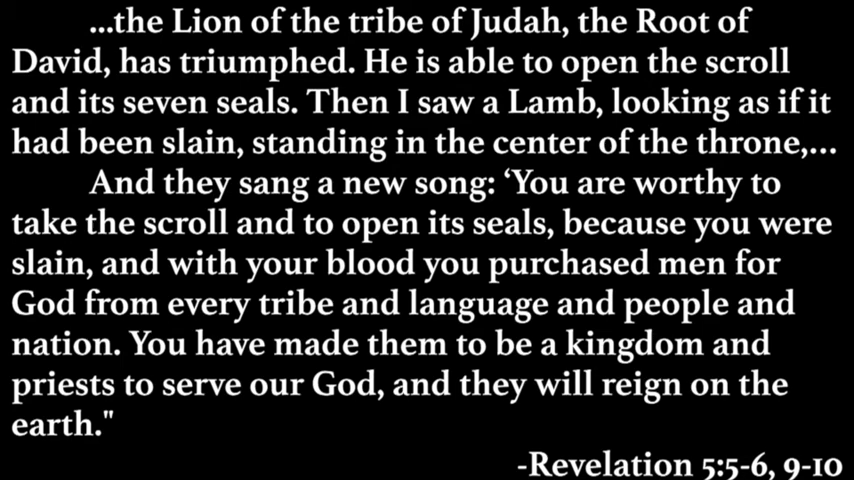 ...the Lion of the tribe of Judah, the Root of
David, has triumphed. He is able to open the scroll
and its seven seals. Then I saw a Lamb, looking as if it
had been slain, standing in the center of the throne,...
And they sang a new song: ‘You are worthy to
take the scroll and to open its seals, because you were
slain, and with your blood you purchased men for
God from every tribe and language and people and
nation. You have made them to be a kingdom and
priests to serve our God, and they will reign on the
earth."
-Revelation 5:5-6, 9-10